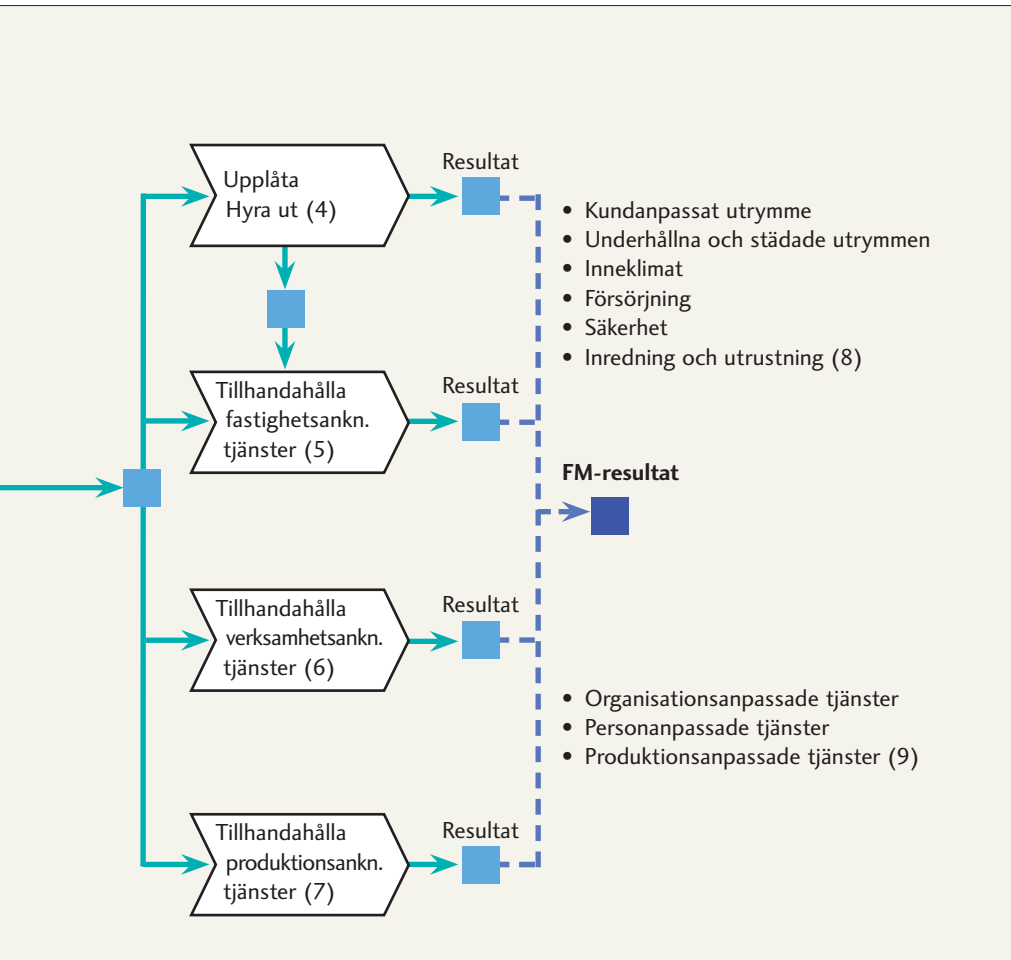 Upplåta
Hyra ut (4)
Resultat
• Kundanpassat utrymme
• Underhållna och städade utrymmen
• Inneklimat
• Försörjning
• Säkerhet
• Inredning och utrustning (8)
Tillhandahålla
fastighetsankn.
tjänster (5)
Resultat
FM-resultat
Tillhandahålla
verksamhetsankn.
tjänster (6)
Resultat
• Organisationsanpassade tjänster
• Personanpassade tjänster
• Produktionsanpassade tjänster (9)
Tillhandahålla
produktionsankn.
tjänster (7)
Resultat